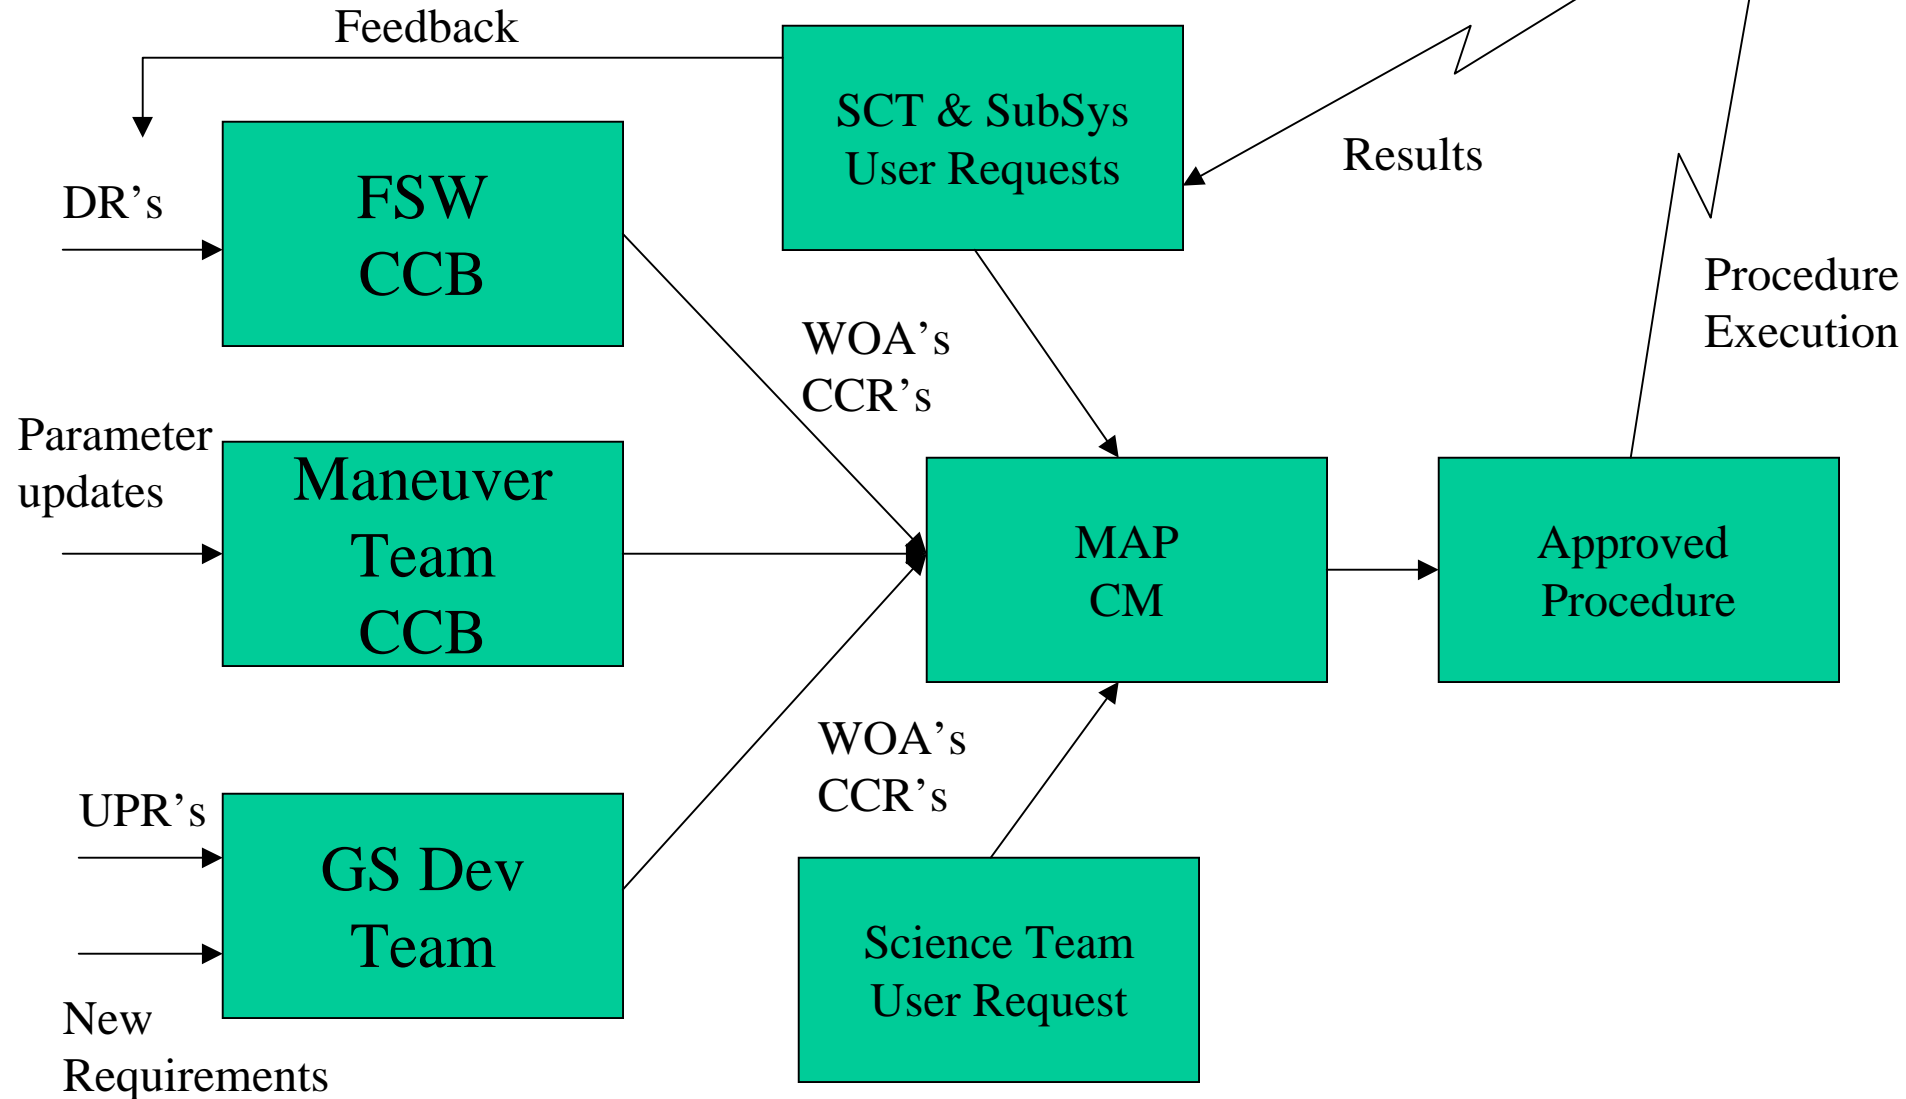 Feedback
SCT & SubSys
User Requests
Results
DR’s
FSW
CCB
Procedure
Execution
WOA’s
CCR’s
Parameter
updates
Maneuver
Team
CCB
MAP
CM
Approved
Procedure
WOA’s
CCR’s
UPR’s
GS Dev
Team
Science Team
User Request
New
Requirements